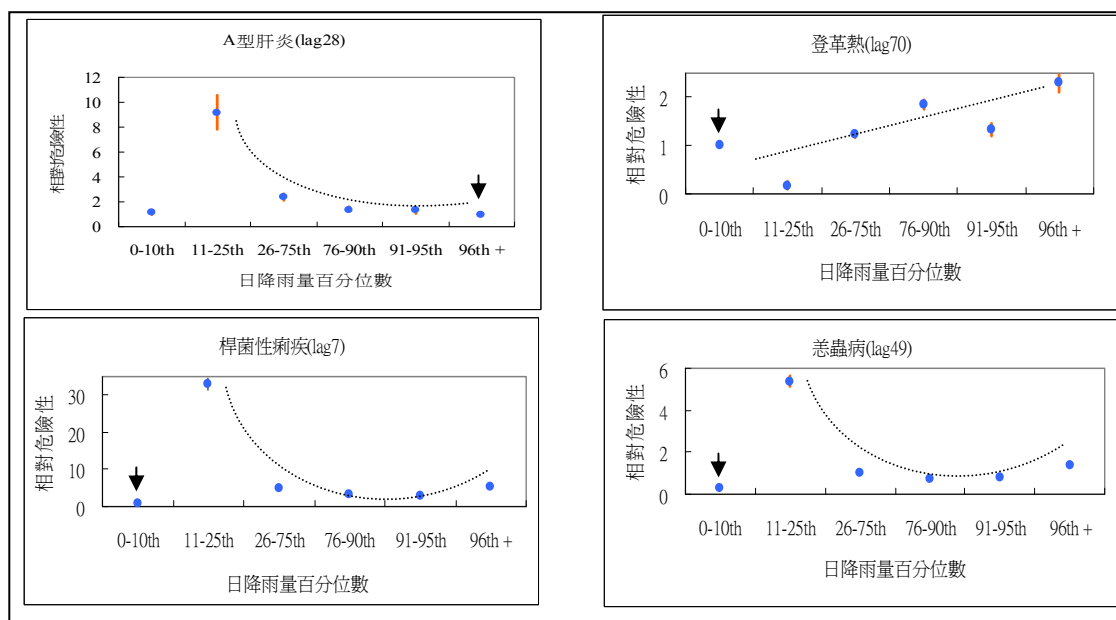 A型肝炎(lag28)
相對危險性
12
10
8
6
4
2
0
0-10th 11-25th 26-75th 76-90th 91-95th 96th +
日降雨量百分位數
登革熱(lag70)
相對危險性
2
1
0
0-10th 11-25th 26-75th 76-90th 91-95th 96th +
日降雨量百分位數
桿菌性痢疾(lag7)
相對危險性
30
20
10
0
0-10th 11-25th 26-75th 76-90th 91-95th 96th +
日降雨量百分位數
恙蟲病(lag49)
相對危險性
6
4
2
0
0-10th 11-25th 26-75th 76-90th 91-95th 96th +
日降雨量百分位數